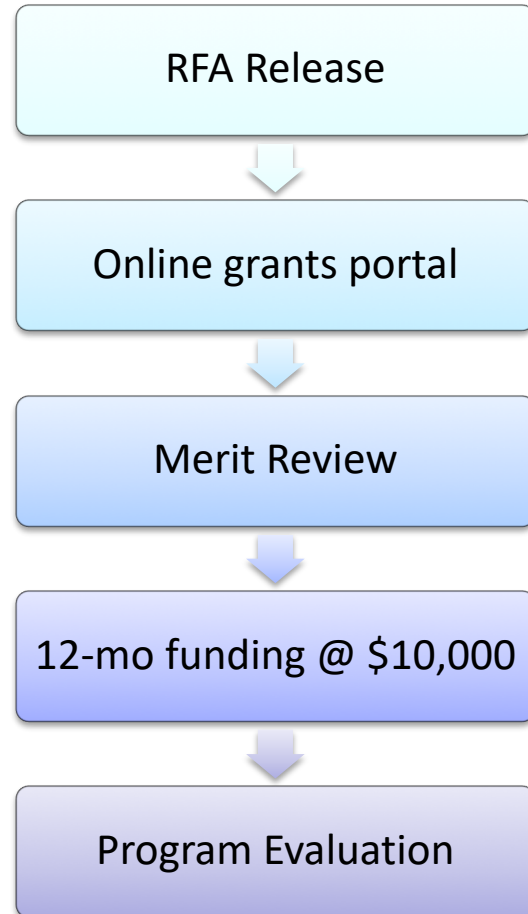 RFA Release
Online grants portal
Merit Review
12-mo funding @ $10,000
Program Evaluation